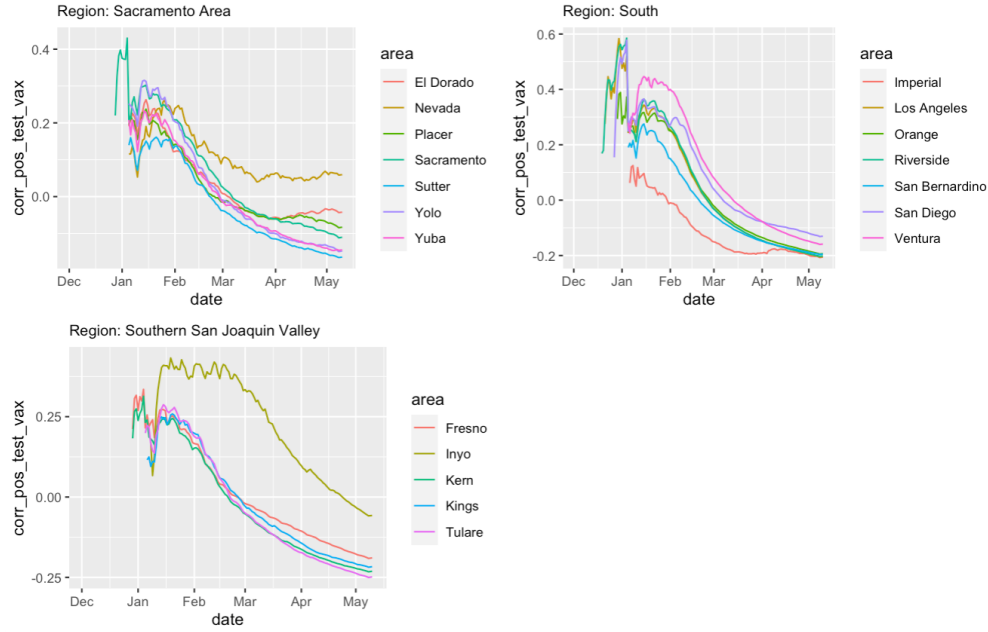 Region: Sacramento Area
corr_pos_test_vax
0.4
0.2
0.0
Dec Jan Feb Mar Apr May
date
area
El Dorado
Nevada
Placer
Sacramento
Sutter
Yolo
Yuba
Region: South
corr_pos_test_vax
0.6
0.4
0.2
0.0
-0.2
Dec Jan Feb Mar Apr May
date
area
Imperial
Los Angeles
Orange
Riverside
San Bernardino
San Diego
Ventura
Region: Southern San Joaquin Valley
corr_pos_test_vax
0.25
0.00
-0.25
Dec Jan Feb Mar Apr May
date
area
Fresno
Inyo
Kern
Kings
Tulare